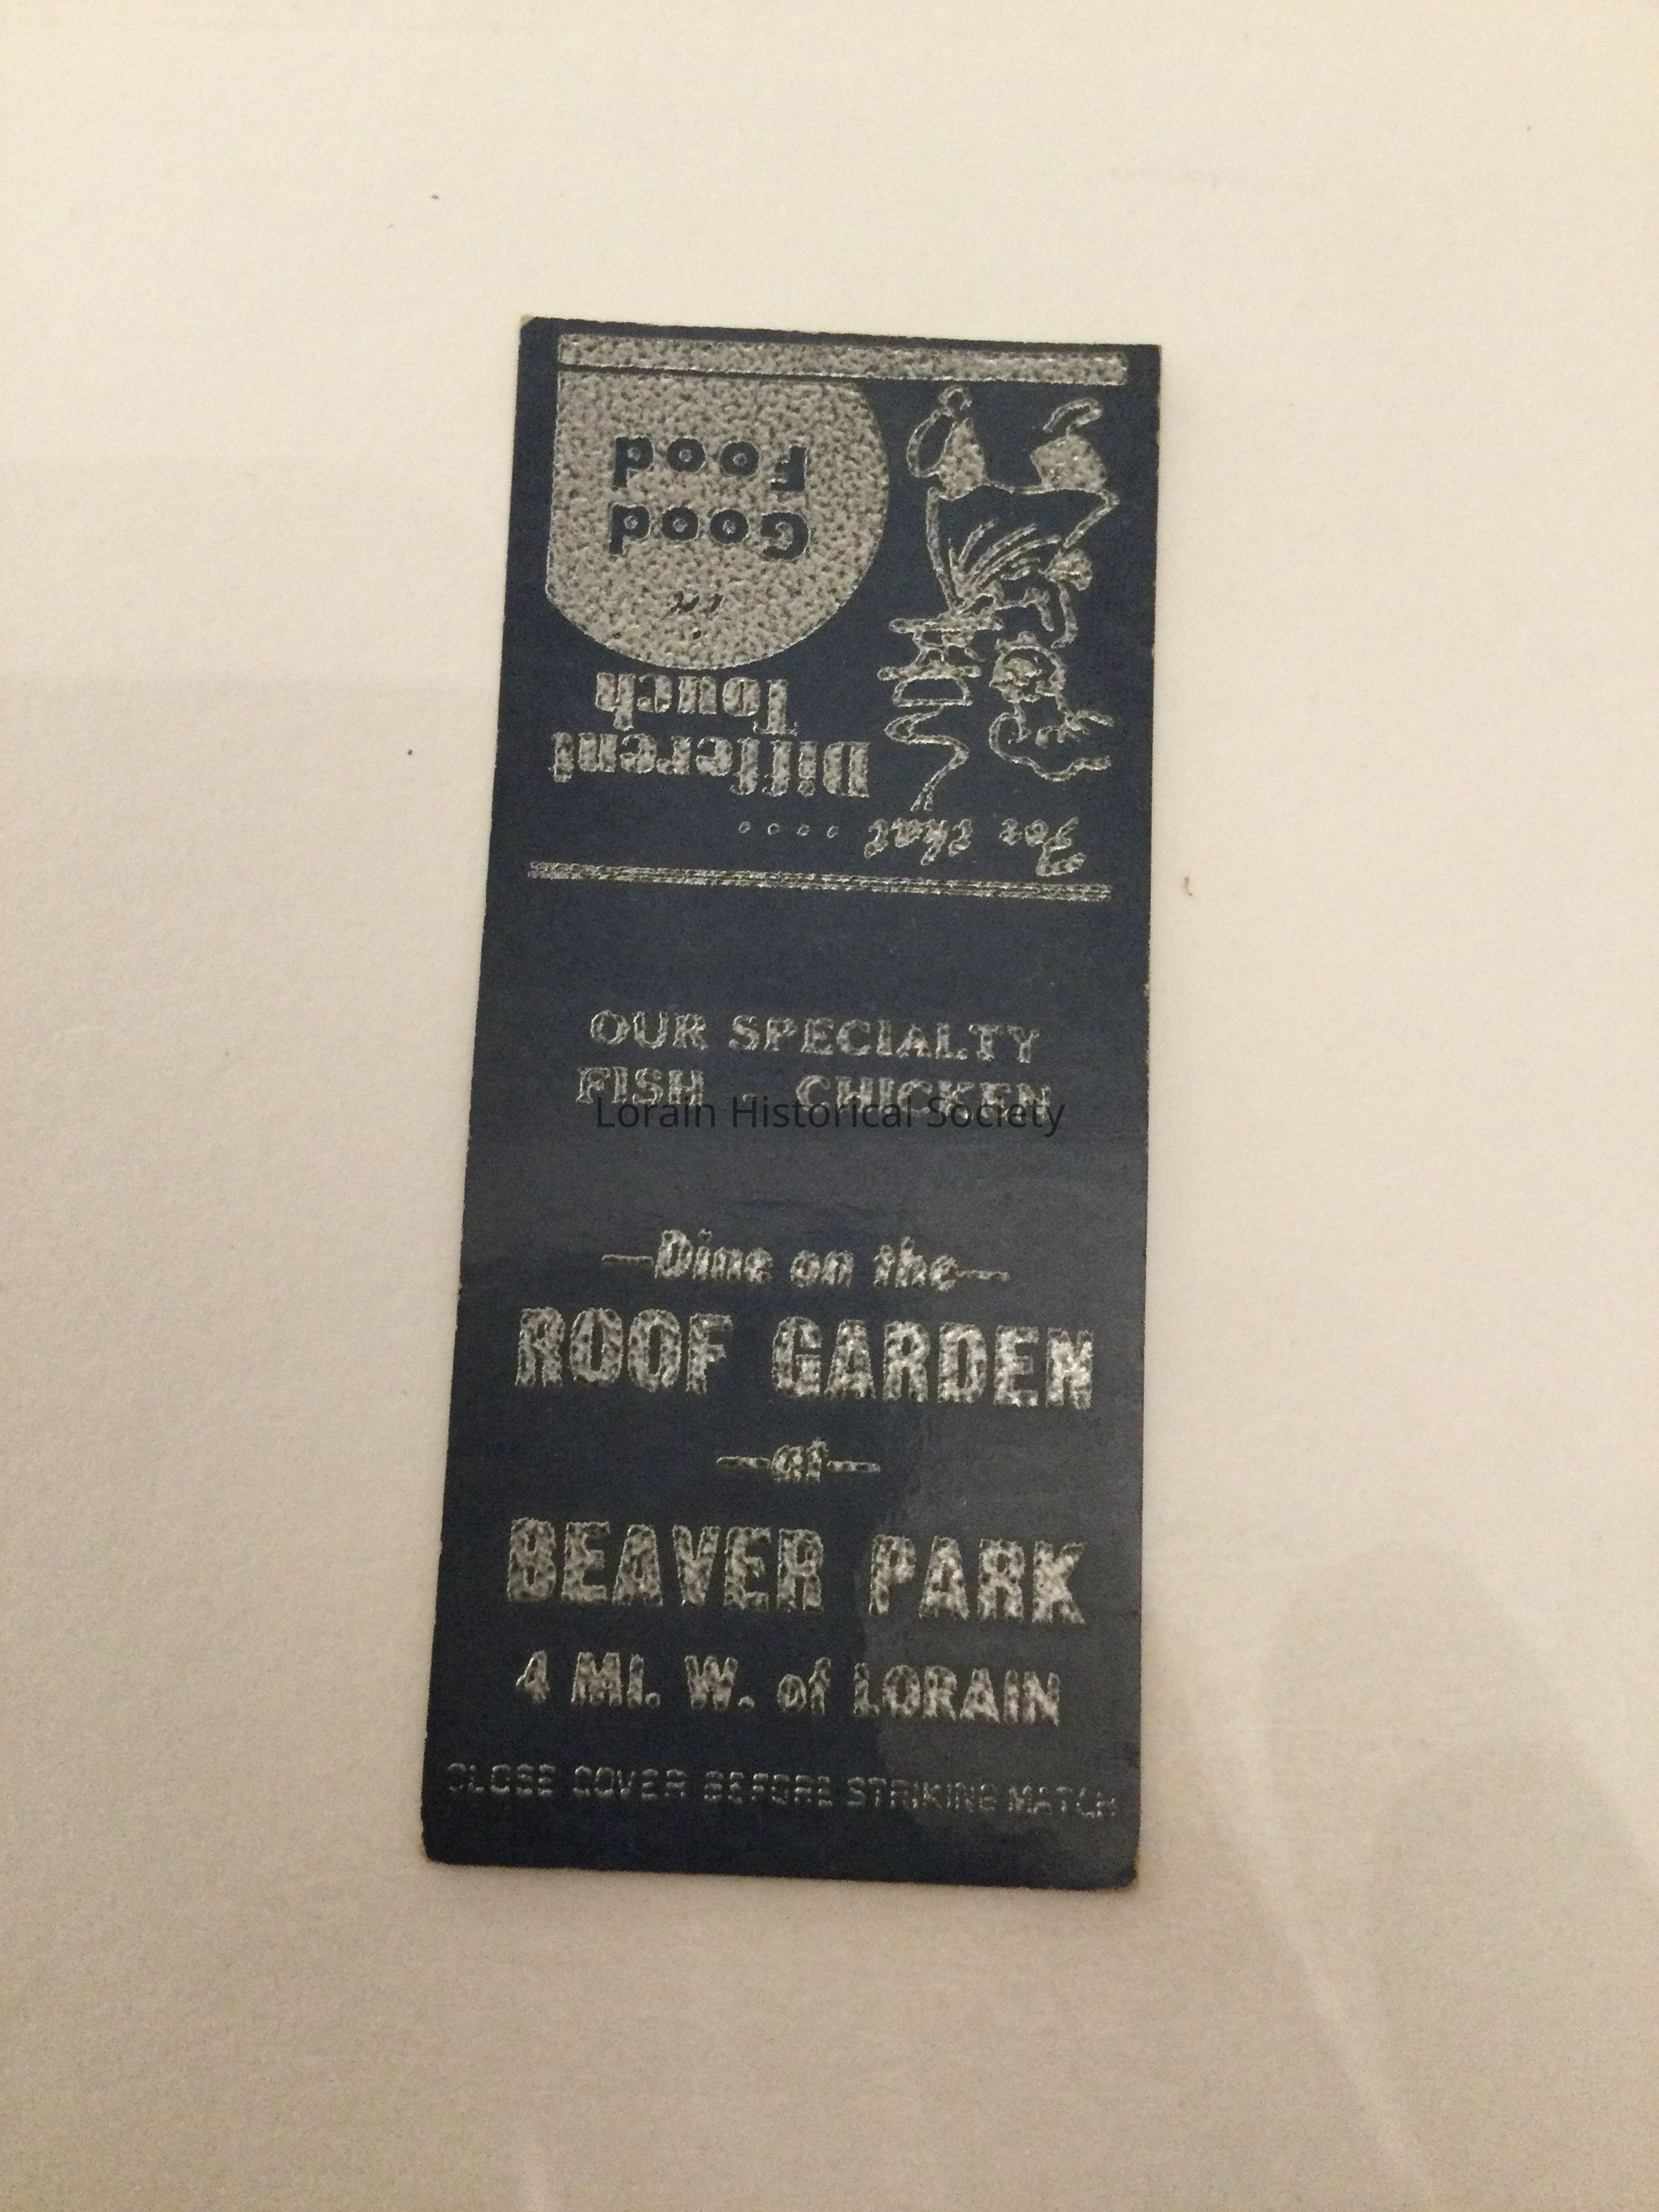 For that ....
Different
Touch
in
Good
Food
OUR SPECIALTY
FISH - CHICKEN
Lorain Historical Society
—Dine on the—
ROOF GARDEN
—at—
BEAVER PARK
4 MI. W. of LORAIN
CLOSE COVER BEFORE STRIKING MATCH